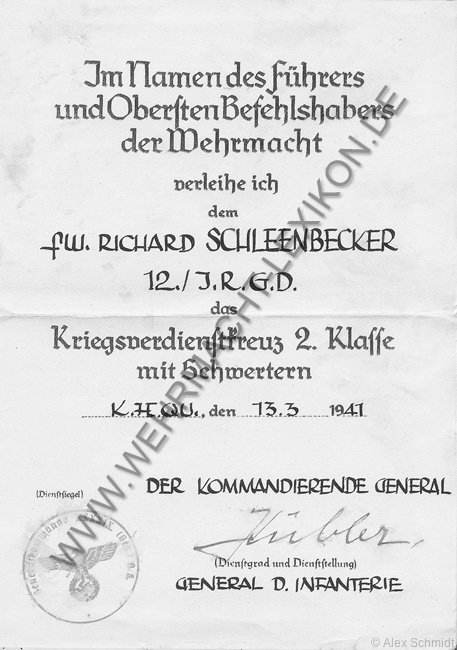 Im Namen des Führers
und Obersten Befehlshabers
der Wehrmacht
verleihe ich
dem
FW. RICHARD SCHLEENBECKER
12./J.R.G.D.
das
Kriegsverdienstkreuz 2. Klasse
mit Schwertern
K.H.QU., den 13.3 1941
(Dienstsiegel)
DER KOMMANDIERENDE GENERAL
Kübler.
(Dienstgrad und Dienststellung)
GENERAL D. INFANTERIE
WWW.WEHRMACHT-LEXIKON.DE
© Alex Schmidt